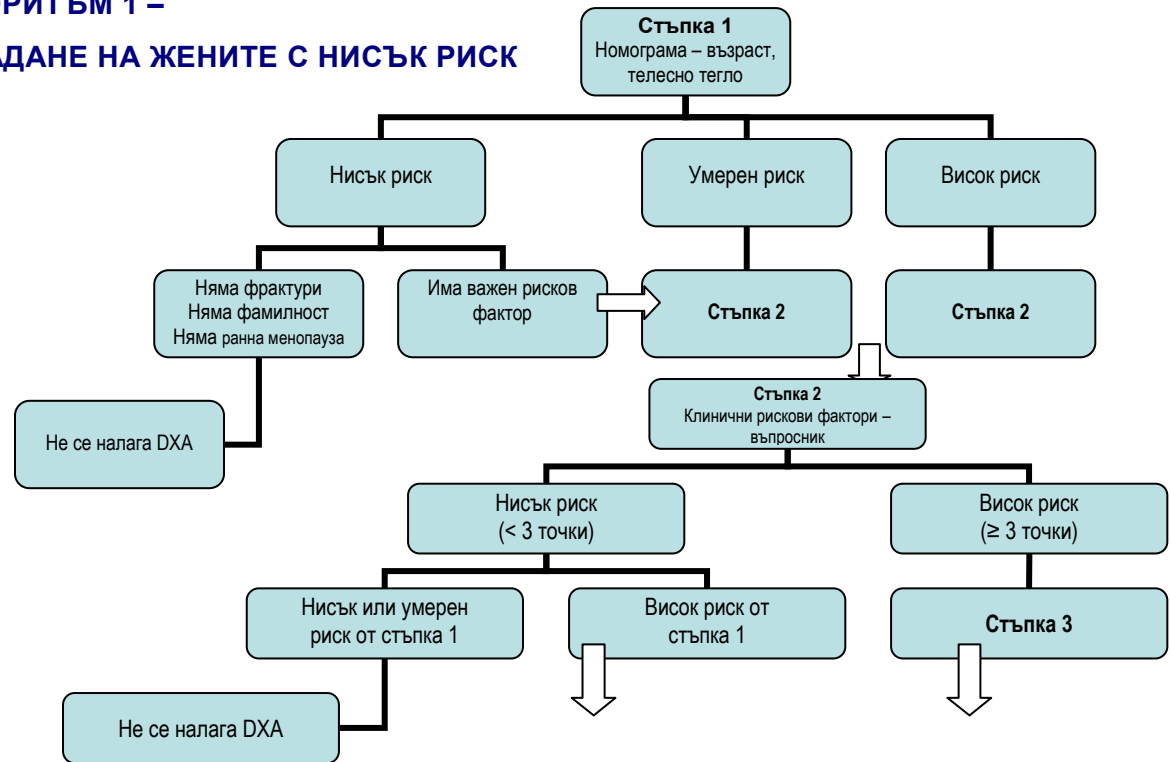 ОРИТЪМ 1 –
АДАНЕ НА ЖЕНИТЕ С НИСЪК РИСК
Стъпка 1
Номограма – възраст,
телесно тегло
Нисък риск
Умерен риск
Висок риск
Няма фрактури
Няма фамилност
Няма ранна менопауза
Има важен рисков
фактор
Стъпка 2
Стъпка 2
Стъпка 2
Клинични рискови фактори –
въпросник
Не се налага DXA
Нисък риск
(< 3 точки)
Висок риск
(≥ 3 точки)
Нисък или умерен
риск от стъпка 1
Висок риск от
стъпка 1
Стъпка 3
Не се налага DXA